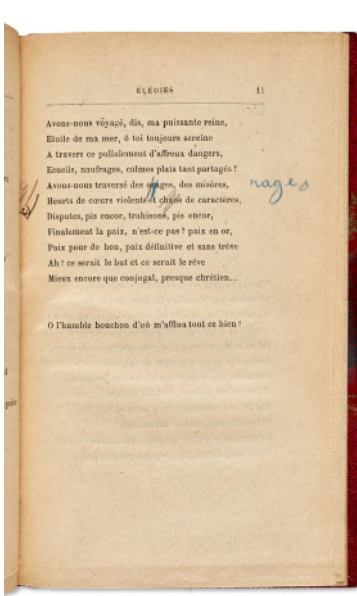 ÉLÉGIES 11
Avons-nous voyagé, dis, ma puissante reine,
Etoile de ma mer, ô toi toujours sereine
A travers ce pullulement d'affreux dangers,
Ecueils, naufrages, calmes plats tant partagés ?
Avons-nous traversé des orages, des misères,
nages
Heurts de cœurs violents et chocs de caractères,
Disputes, pis encor, trahisons, pis encor,
Finalement la paix, n'est-ce pas ? paix en or,
Paix pour de bon, paix définitive et sans trêve
Ah ! ce serait le but et ce serait le rêve
Mieux encore que conjugal, presque chrétien...
O l'humble bouchon d'où m'afflua tout ce bien !